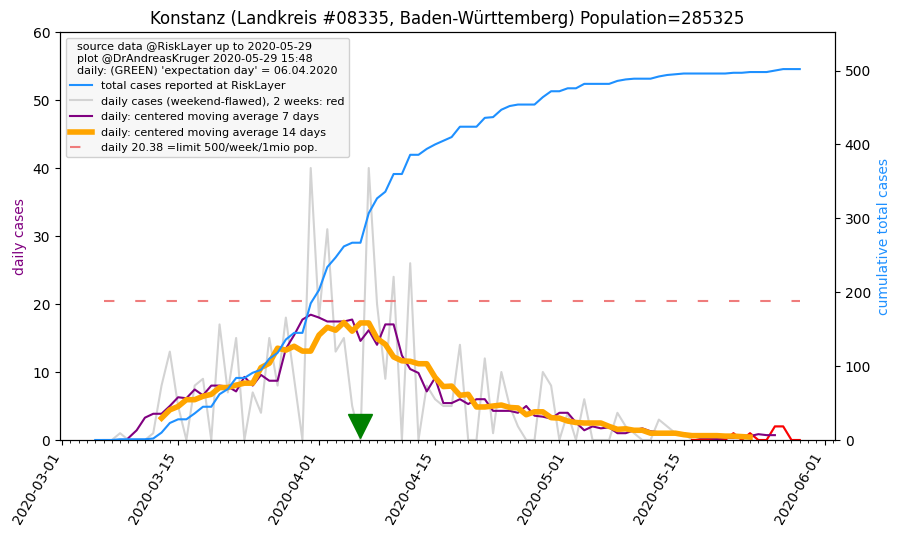 Konstanz (Landkreis #08335, Baden-Württemberg) Population=285325
source data @RiskLayer up to 2020-05-29
plot @DrAndreasKruger 2020-05-29 15:48
daily: (GREEN) 'expectation day' = 06.04.2020
total cases reported at RiskLayer
daily cases (weekend-flawed), 2 weeks: red
daily: centered moving average 7 days
daily: centered moving average 14 days
daily 20.38 =limit 500/week/1mio pop.
daily cases
60
50
40
30
20
10
0
cumulative total cases
500
400
300
200
100
0
2020-03-01
2020-03-15
2020-04-01
2020-04-15
2020-05-01
2020-05-15
2020-06-01